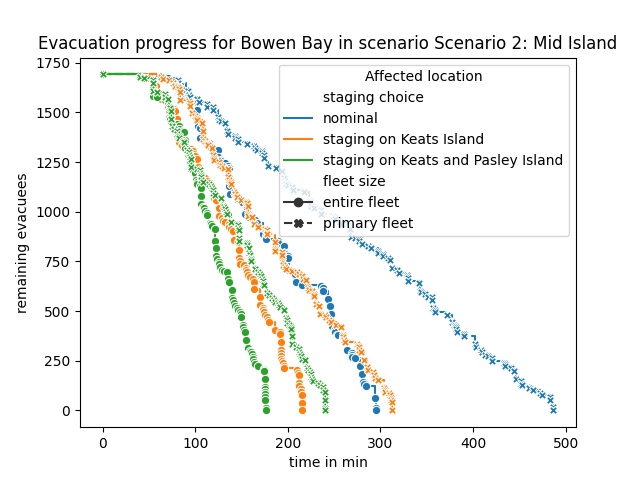 Evacuation progress for Bowen Bay in scenario Scenario 2: Mid Island
1750
1500
1250
1000
750
500
250
0
remaining evacuees
Affected location
staging choice
nominal
staging on Keats Island
staging on Keats and Pasley Island
fleet size
entire fleet
primary fleet
0 100 200 300 400 500
time in min